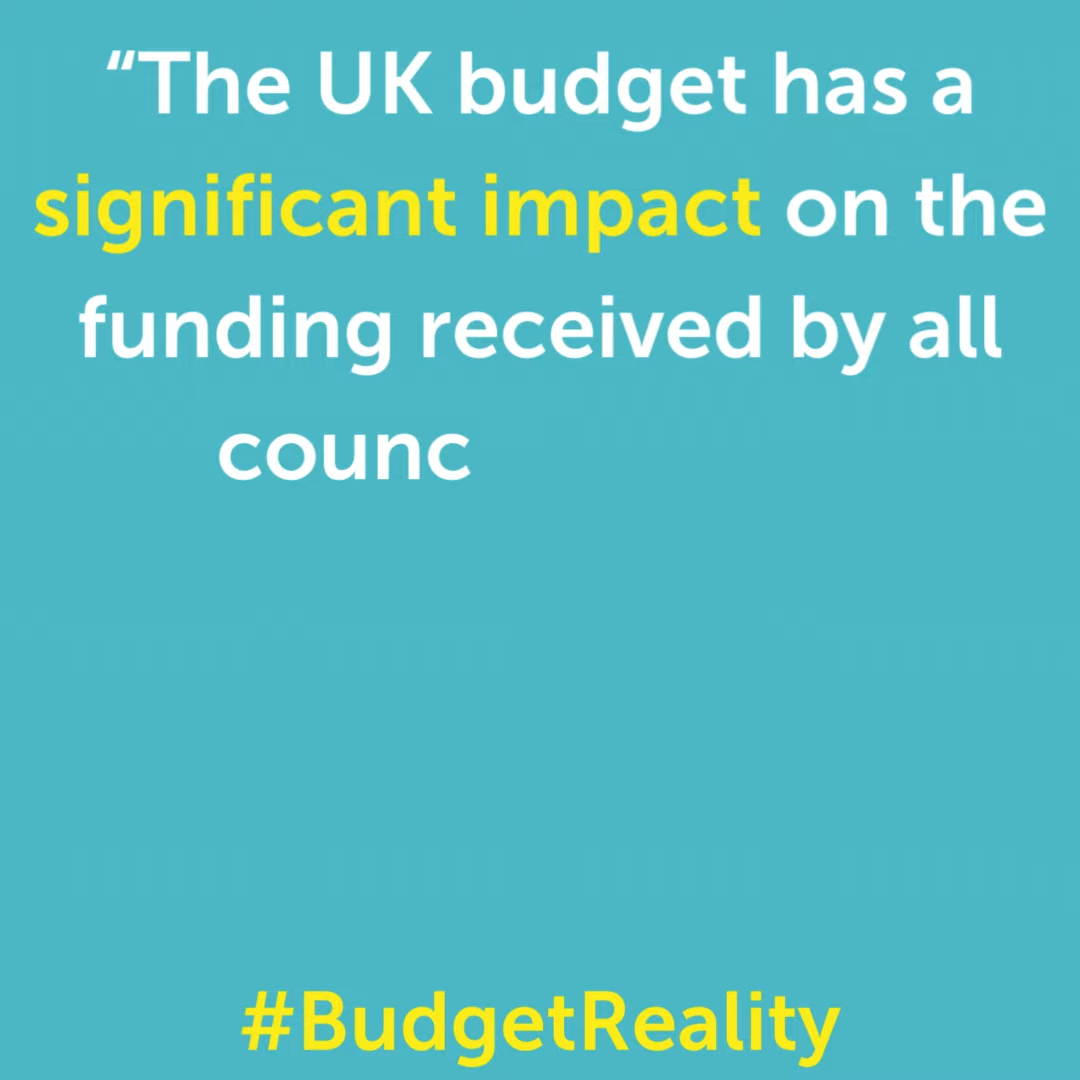 “The UK budget has a
significant impact on the
funding received by all
counc
#BudgetReality